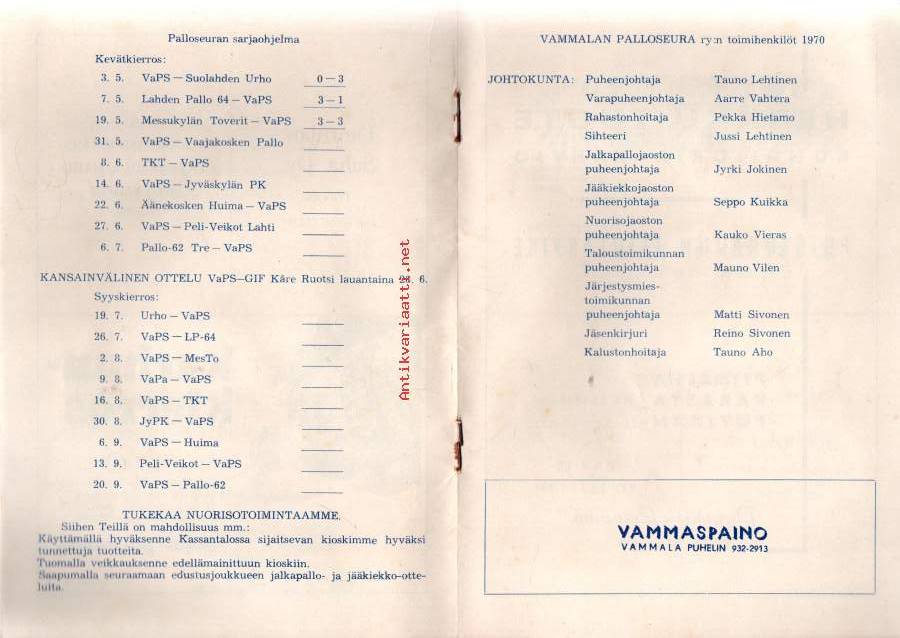 Palloseuran sarjaohjelma
Kevätkierros:
3. 5. VaPS — Suolahden Urho 0 — 3
7. 5. Lahden Pallo 64 — VaPS 3 — 1
19. 5. Messukylän Toverit — VaPS 3 — 3
31. 5. VaPS — Vaajakosken Pallo
8. 6. TKT — VaPS
14. 6. VaPS — Jyväskylän PK
22. 6. Äänekosken Huima — VaPS
27. 6. VaPS — Peli-Veikot Lahti
6. 7. Pallo-62 Tre — VaPS
KANSAINVÄLINEN OTTELU VaPS—GIF Kåre Ruotsi lauantaina 6.
Syyskierros:
19. 7. Urho — VaPS
26. 7. VaPS — LP-64
2. 8. VaPS — MesTo
9. 8. VaPa — VaPS
16. 8. VaPS — TKT
30. 8. JyPK — VaPS
6. 9. VaPS — Huima
13. 9. Peli-Veikot — VaPS
20. 9. VaPS — Pallo-62
TUKEKAA NUORISOTOIMINTAAMME.
Siihen Teillä on mahdollisuus mm.:
Käyttämällä hyväksenne Kassantalossa sijaitsevan kioskimme hyväksi
tunnettuja tuotteita.
Tuomalla veikkauksenne edellämainittuun kioskiin.
Saapumalla seuraamaan edustusjoukkueen jalkapallo- ja jääkiekko-otte-
luita.
Antikvariaatti.net
VAMMALAN PALLOSEURA ry:n toimihenkilöt 1970
JOHTOKUNTA: Puheenjohtaja Tauno Lehtinen
Varapuheenjohtaja Aarre Vahtera
Rahastonhoitaja Pekka Hietamo
Sihteeri Jussi Lehtinen
Jalkapallojaoston
puheenjohtaja Jyrki Jokinen
Jääkiekkojaoston
puheenjohtaja Seppo Kuikka
Nuorisojaoston
puheenjohtaja Kauko Vieras
Taloustoimikunnan
puheenjohtaja Mauno Vilen
Järjestysmies-
toimikunnan
puheenjohtaja Matti Sivonen
Jäsenkirjuri Reino Sivonen
Kalustonhoitaja Tauno Aho
VAMMASPAINO
VAMMALA PUHELIN 932-2913